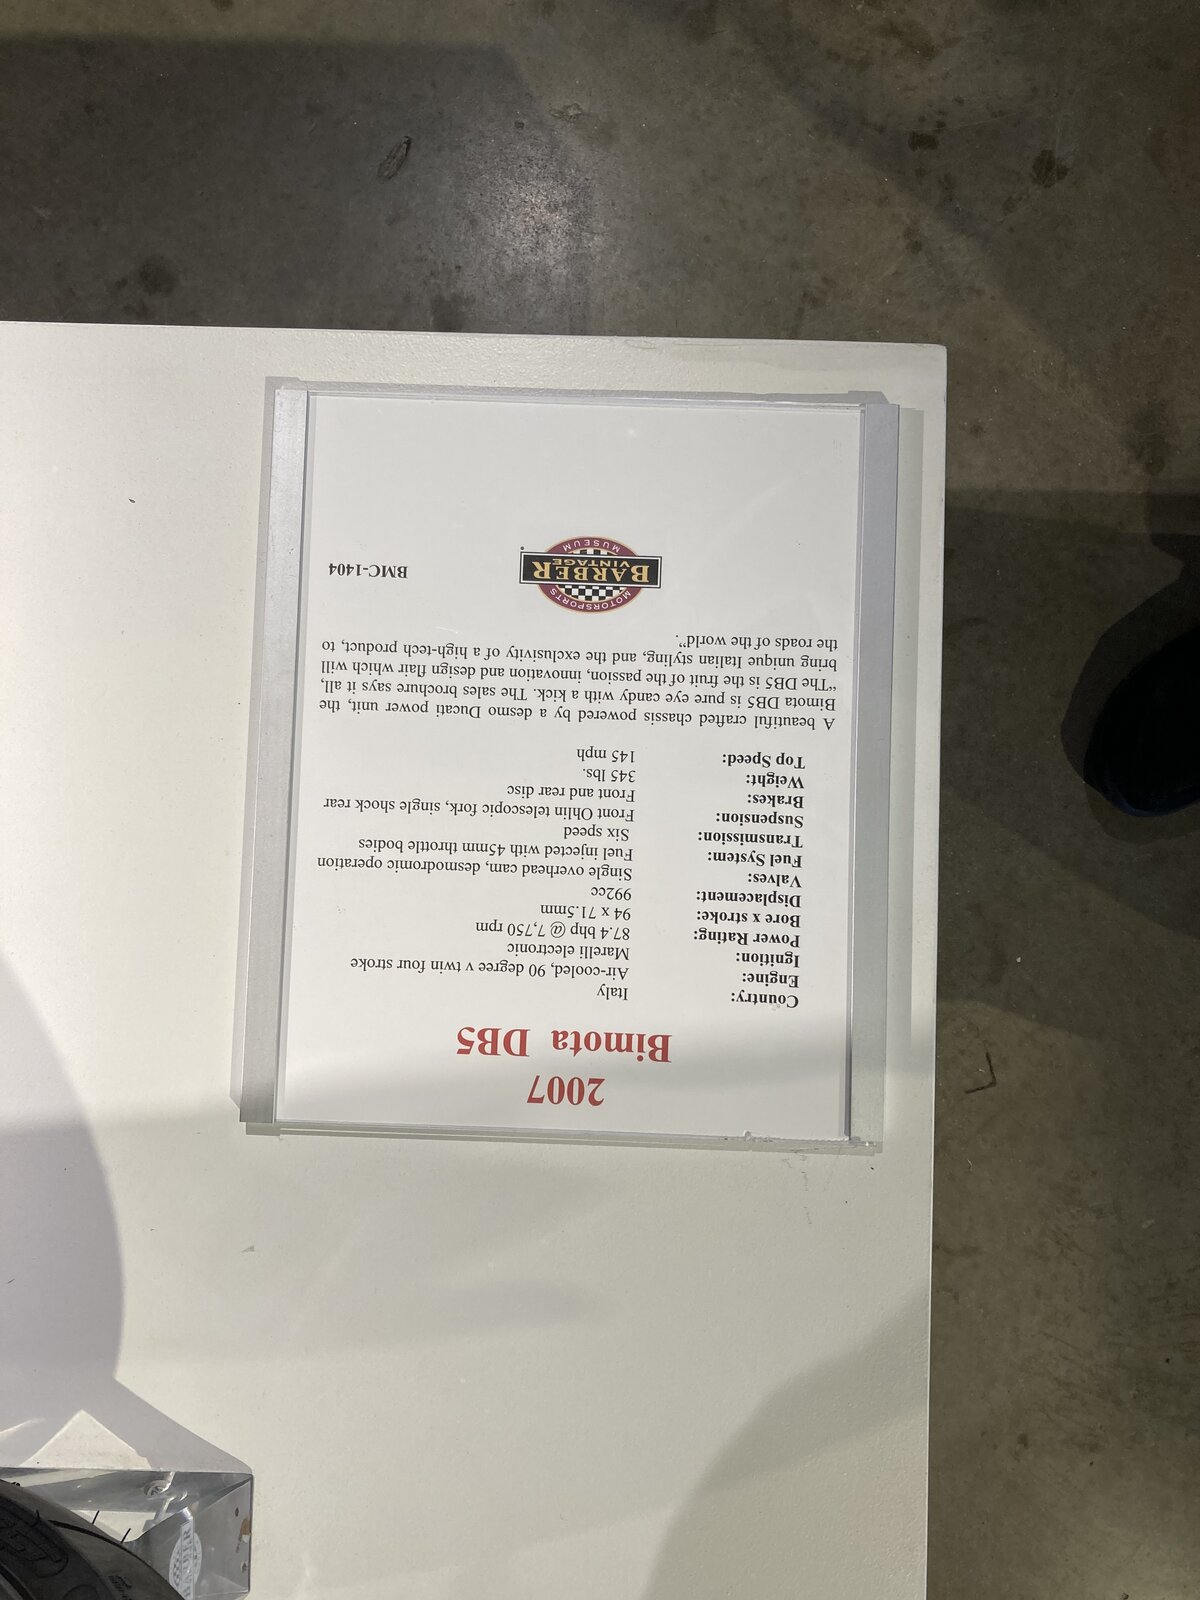 2007
Bimota DB5
Country: Italy
Engine: Air-cooled, 90 degree v twin four stroke
Ignition: Marelli electronic
Power Rating: 87.4 bhp @ 7,750 rpm
Bore x stroke: 94 x 71.5mm
Displacement: 992cc
Valves: Single overhead cam, desmodromic operation
Fuel System: Fuel injected with 45mm throttle bodies
Transmission: Six speed
Suspension: Front Ohlin telescopic fork, single shock rear
Brakes: Front and rear disc
Weight: 345 lbs.
Top Speed: 145 mph
A beautiful crafted chassis powered by a desmo Ducati power unit, the
Bimota DB5 is pure eye candy with a kick. The sales brochure says it all,
“The DB5 is the fruit of the passion, innovation and design flair which will
bring unique Italian styling, and the exclusivity of a high-tech product, to
the roads of the world”.
MOTORSPORTS
BARBER
VINTAGE
MUSEUM
BMC-1404